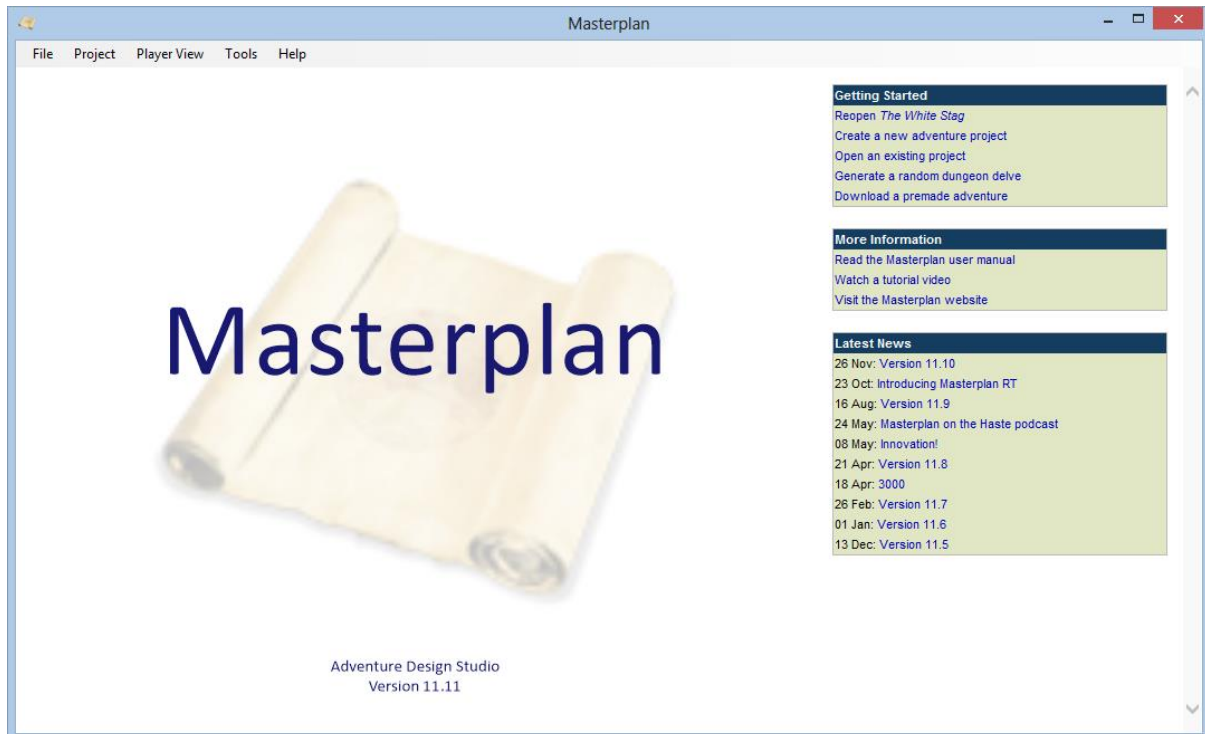 Masterplan
File Project Player View Tools Help
Masterplan
Adventure Design Studio
Version 11.11
Getting Started
Reopen The White Stag
Create a new adventure project
Open an existing project
Generate a random dungeon delve
Download a premade adventure
More Information
Read the Masterplan user manual
Watch a tutorial video
Visit the Masterplan website
Latest News
26 Nov: Version 11.10
23 Oct: Introducing Masterplan RT
16 Aug: Version 11.9
24 May: Masterplan on the Haste podcast
08 May: Innovation!
21 Apr: Version 11.8
18 Apr: 3000
26 Feb: Version 11.7
01 Jan: Version 11.6
13 Dec: Version 11.5